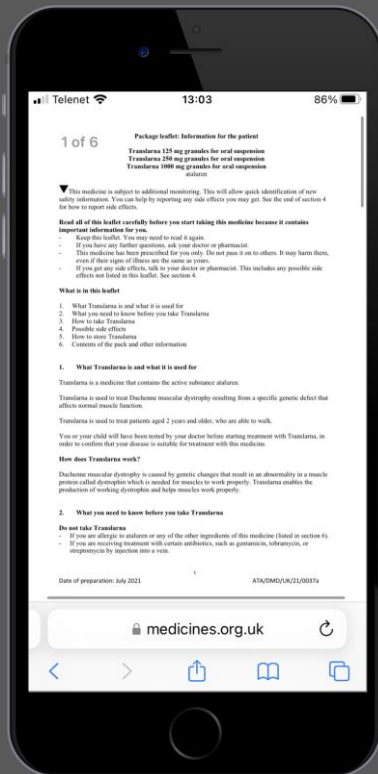 Telenet 13:03 86%
1 of 6
Package leaflet: Information for the patient
Translarna 125 mg granules for oral suspension
Translarna 250 mg granules for oral suspension
Translarna 1000 mg granules for oral suspension
ataluren
▼This medicine is subject to additional monitoring. This will allow quick identification of new
safety information. You can help by reporting any side effects you may get. See the end of section 4
for how to report side effects.
Read all of this leaflet carefully before you start taking this medicine because it contains
important information for you.
- Keep this leaflet. You may need to read it again.
- If you have any further questions, ask your doctor or pharmacist.
- This medicine has been prescribed for you only. Do not pass it on to others. It may harm them,
even if their signs of illness are the same as yours.
- If you get any side effects, talk to your doctor or pharmacist. This includes any possible side
effects not listed in this leaflet. See section 4.
What is in this leaflet
1. What Translarna is and what it is used for
2. What you need to know before you take Translarna
3. How to take Translarna
4. Possible side effects
5. How to store Translarna
6. Contents of the pack and other information
1. What Translarna is and what it is used for
Translarna is a medicine that contains the active substance ataluren.
Translarna is used to treat Duchenne muscular dystrophy resulting from a specific genetic defect that
affects normal muscle function.
Translarna is used to treat patients aged 2 years and older, who are able to walk.
You or your child will have been tested by your doctor before starting treatment with Translarna, in
order to confirm that your disease is suitable for treatment with this medicine.
How does Translarna work?
Duchenne muscular dystrophy is caused by genetic changes that result in an abnormality in a muscle
protein called dystrophin which is needed for muscles to work properly. Translarna enables the
production of working dystrophin and helps muscles work properly.
2. What you need to know before you take Translarna
Do not take Translarna
- If you are allergic to ataluren or any of the other ingredients of this medicine (listed in section 6).
- If you are receiving treatment with certain antibiotics, such as gentamicin, tobramycin, or
streptomycin by injection into a vein.
1
Date of preparation: July 2021 ATA/DMD/UK/21/0037a
medicines.org.uk